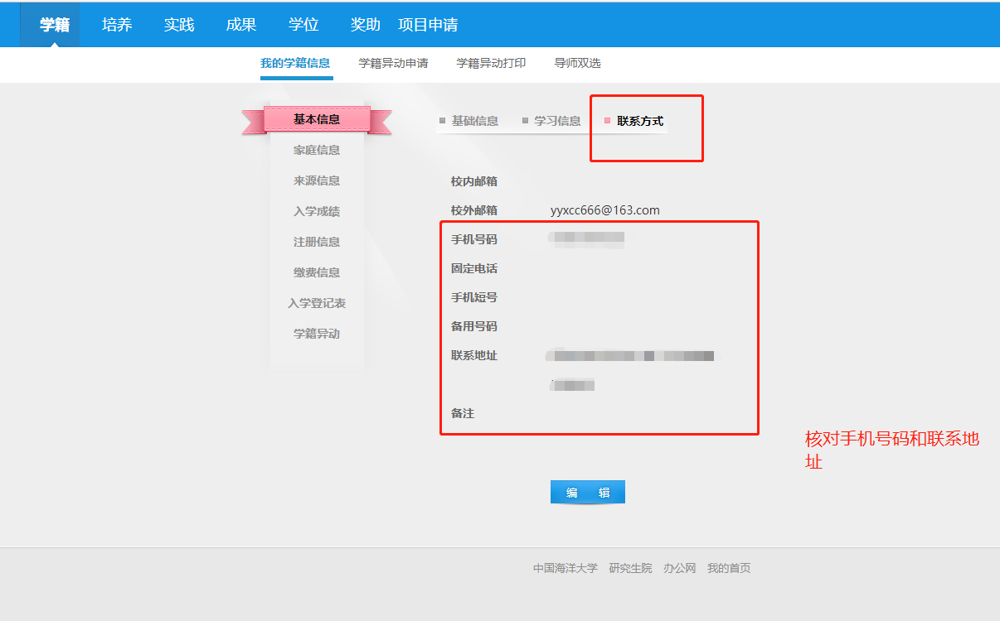 学籍 培养 实践 成果 学位 奖助 项目申请
我的学籍信息 学籍异动申请 学籍异动打印 导师双选
基本信息
家庭信息
来源信息
入学成绩
注册信息
缴费信息
入学登记表
学籍异动
基础信息 学习信息 联系方式
校内邮箱
校外邮箱 yyxcc666@163.com
手机号码
固定电话
手机短号
备用号码
联系地址
备注
核对手机号码和联系地
址
编 辑
中国海洋大学 研究生院 办公网 我的首页